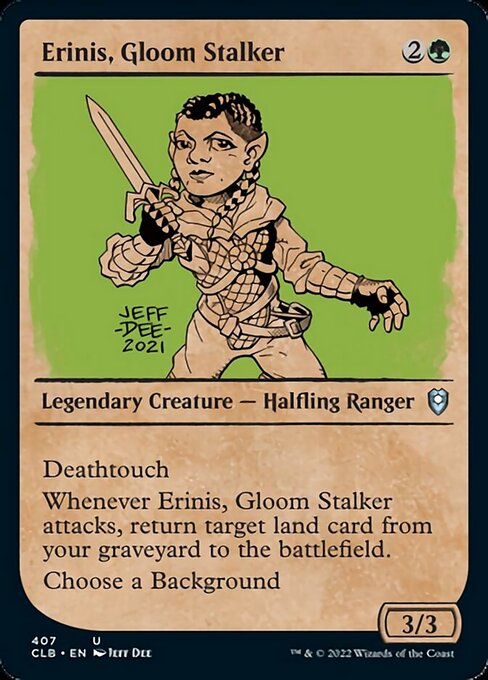 Erinis, Gloom Stalker 2
JEFF
-DEE-
2021
Legendary Creature — Halfling Ranger
Deathtouch
Whenever Erinis, Gloom Stalker
attacks, return target land card from
your graveyard to the battlefield.
Choose a Background
3/3
407 U
CLB • EN Jeff Dee
™ & © 2022 Wizards of the Coast